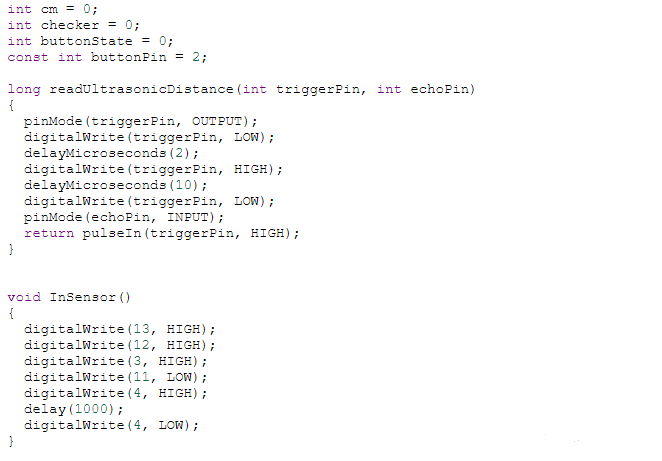 int cm = 0;
int checker = 0;
int buttonState = 0;
const int buttonPin = 2;

long readUltrasonicDistance(int triggerPin, int echoPin)
{
  pinMode(triggerPin, OUTPUT);
  digitalWrite(triggerPin, LOW);
  delayMicroseconds(2);
  digitalWrite(triggerPin, HIGH);
  delayMicroseconds(10);
  digitalWrite(triggerPin, LOW);
  pinMode(echoPin, INPUT);
  return pulseIn(triggerPin, HIGH);
}

void InSensor()
{
  digitalWrite(13, HIGH);
  digitalWrite(12, HIGH);
  digitalWrite(3, HIGH);
  digitalWrite(11, LOW);
  digitalWrite(4, HIGH);
  delay(1000);
  digitalWrite(4, LOW);
}